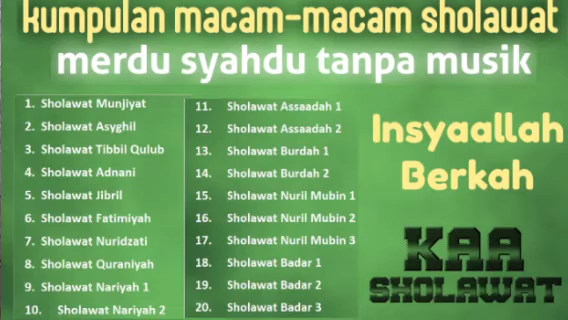 kumpulan macam-macam sholawat
merdu syahdu tanpa musik
1. Sholawat Munjiyat
2. Sholawat Asyghil
3. Sholawat Tibbil Qulub
4. Sholawat Adnani
5. Sholawat Jibril
6. Sholawat Fatimiyah
7. Sholawat Nuridzati
8. Sholawat Quraniyah
9. Sholawat Nariyah 1
10. Sholawat Nariyah 2
11. Sholawat Assaadah 1
12. Sholawat Assaadah 2
13. Sholawat Burdah 1
14. Sholawat Burdah 2
15. Sholawat Nuril Mubin 1
16. Sholawat Nuril Mubin 2
17. Sholawat Nuril Mubin 3
18. Sholawat Badar 1
19. Sholawat Badar 2
20. Sholawat Badar 3
Insyaallah
Berkah
KAA
SHOLAWAT